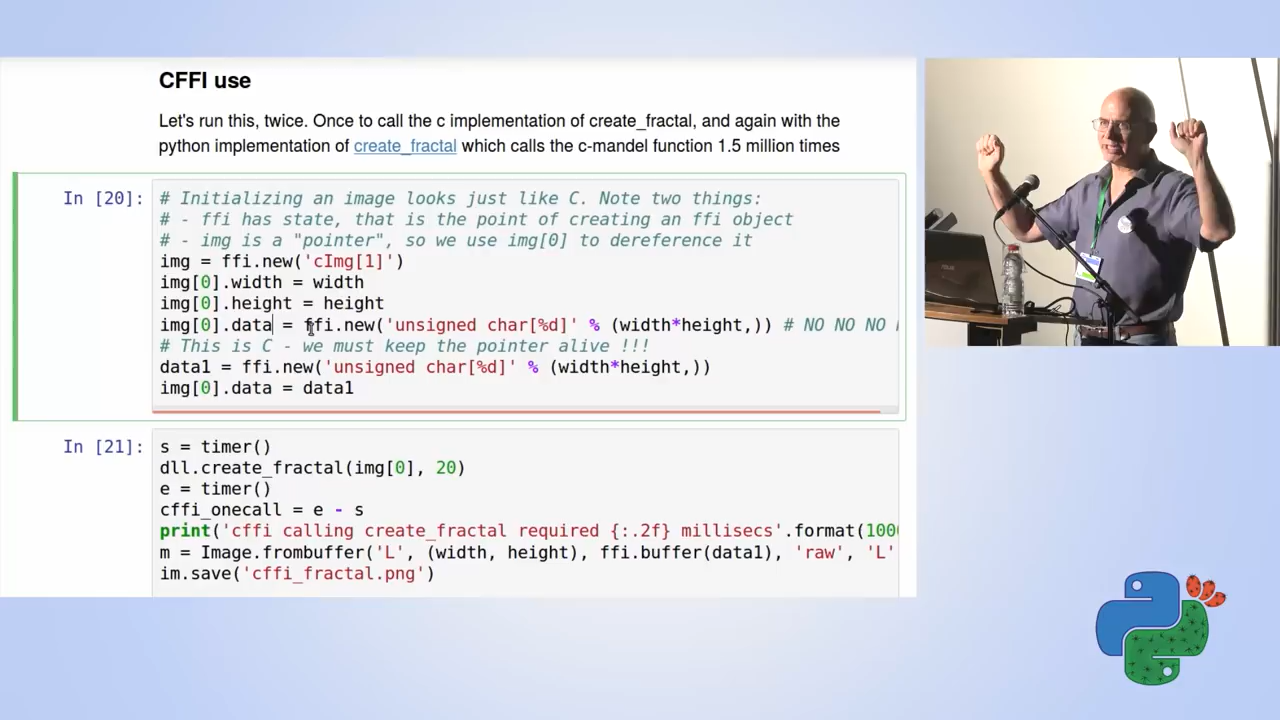 CFFI use
Let's run this, twice. Once to call the c implementation of create_fractal, and again with the
python implementation of create_fractal which calls the c-mandel function 1.5 million times
In [20]:
# Initializing an image looks just like C. Note two things:
# - ffi has state, that is the point of creating an ffi object
# - img is a "pointer", so we use img[0] to dereference it
img = ffi.new('cImg[1]')
img[0].width = width
img[0].height = height
img[0].data = ffi.new('unsigned char[%d]' % (width*height,)) # NO NO NO
# This is C - we must keep the pointer alive !!!
data1 = ffi.new('unsigned char[%d]' % (width*height,))
img[0].data = data1
In [21]:
s = timer()
dll.create_fractal(img[0], 20)
e = timer()
cffi_onecall = e - s
print('cffi calling create_fractal required {:.2f} millisecs'.format(100
m = Image.frombuffer('L', (width, height), ffi.buffer(data1), 'raw', 'L'
im.save('cffi_fractal.png')